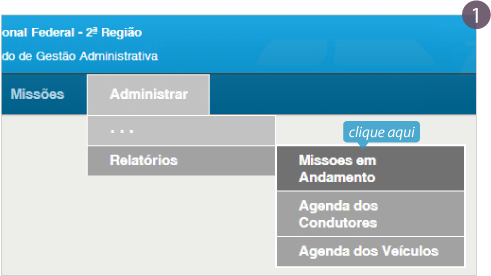 1
onal Federal - 2ª Região
do de Gestão Administrativa
Missões
Administrar
. . .
clique aqui
Relatórios
Missoes em
Andamento
Agenda dos
Condutores
Agenda dos Veículos